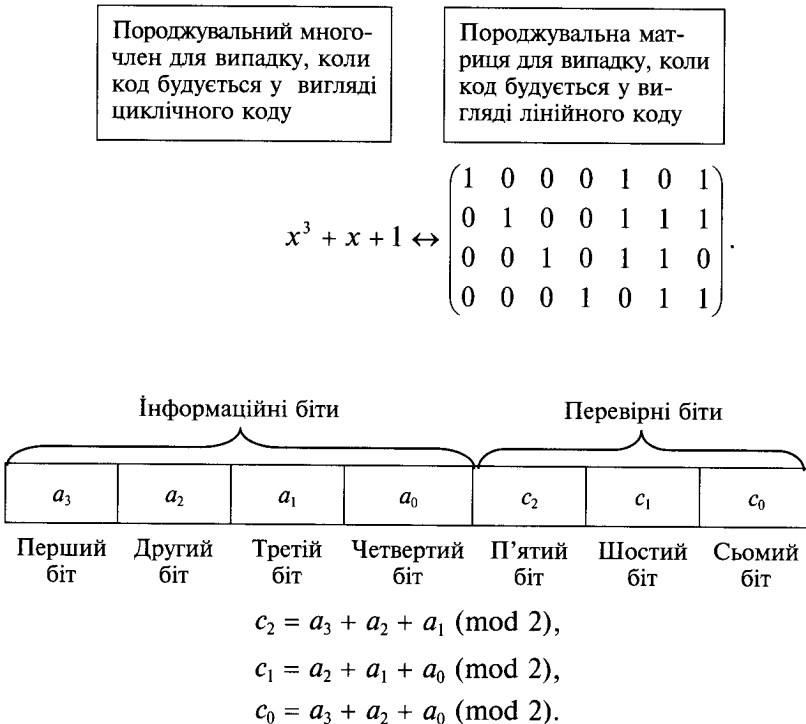 Породжувальний много-
член для випадку, коли
код будується у вигляді
циклічного коду
Породжувальна мат-
риця для випадку, коли
код будується у ви-
гляді лінійного коду
x³ + x + 1 ↔
1 0 0 0 1 0 1
0 1 0 0 1 1 1
0 0 1 0 1 1 0
0 0 0 1 0 1 1
.
Інформаційні біти
Перевірні біти
a₃ a₂ a₁ a₀ c₂ c₁ c₀
Перший біт
Другий біт
Третій біт
Четвертий біт
П’ятий біт
Шостий біт
Сьомий біт
c₂ = a₃ + a₂ + a₁ (mod 2),
c₁ = a₂ + a₁ + a₀ (mod 2),
c₀ = a₃ + a₂ + a₀ (mod 2).